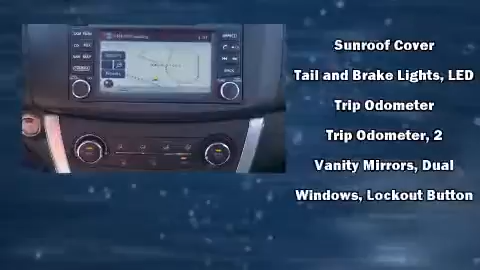 Sunroof Cover
Tail and Brake Lights, LED
Trip Odometer
Trip Odometer, 2
Vanity Mirrors, Dual
Windows, Lockout Button